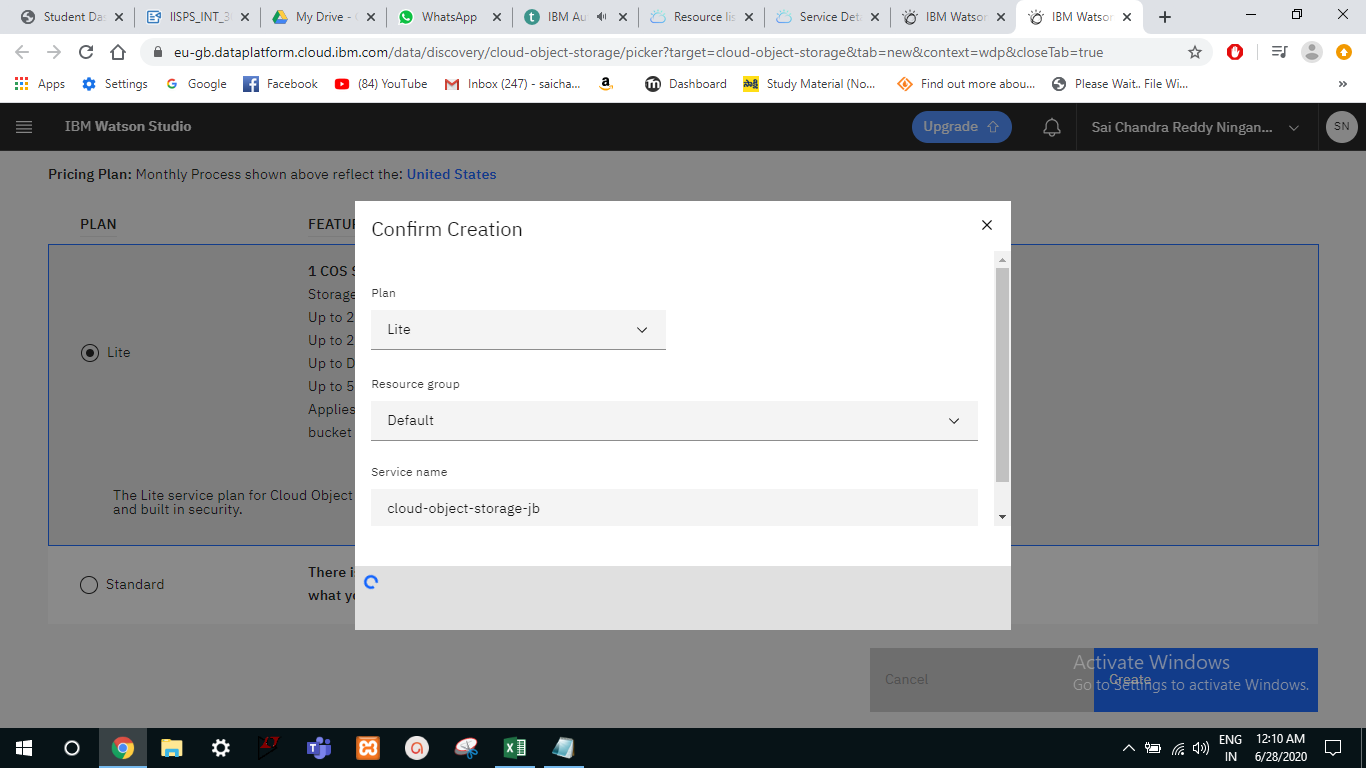 Student Da
IISPS_INT_3
My Drive -
WhatsApp
IBM Au
Resource lis
Service Deta
IBM Watson
IBM Watson
eu-gb.dataplatform.cloud.ibm.com/data/discovery/cloud-object-storage/picker?target=cloud-object-storage&tab=new&context=wdp&closeTab=true
Apps
Settings
Google
Facebook
(84) YouTube
Inbox (247) - saicha...
Dashboard
Study Material (No...
Find out more abou...
Please Wait.. File Wi...
»
IBM Watson Studio
Upgrade
Sai Chandra Reddy Ningan...
SN
Pricing Plan: Monthly Process shown above reflect the: United States
PLAN
FEATU
Confirm Creation
Plan
Lite
Resource group
Default
Service name
cloud-object-storage-jb
Lite
1 COS S
Storage
Up to 2
Up to 2
Up to D
Up to 5
Applies
bucket
The Lite service plan for Cloud Object
and built in security.
Standard
There is
what yo
Cancel
Create
Activate Windows
Go to Settings to activate Windows.
ENG
IN
12:10 AM
6/28/2020